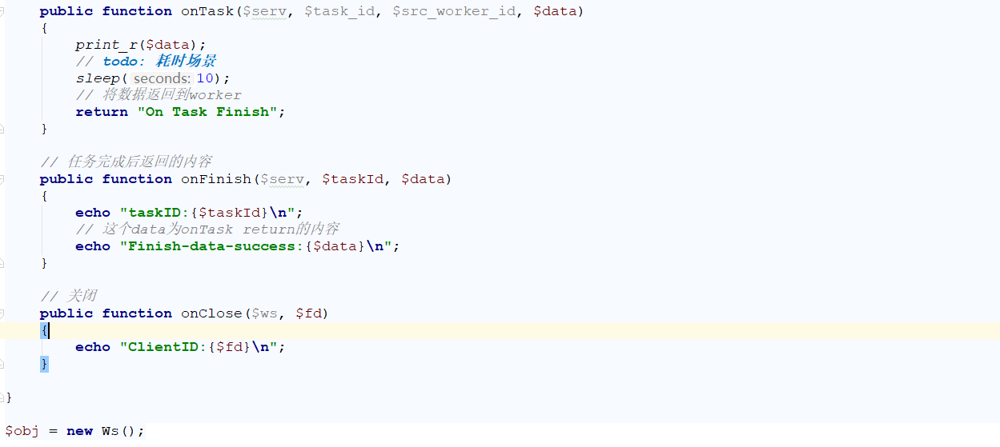 public function onTask($serv, $task_id, $src_worker_id, $data)
{
print_r($data);
// todo: 耗时场景
sleep( seconds: 10);
// 将数据返回到worker
return "On Task Finish";
}
// 任务完成后返回的内容
public function onFinish($serv, $taskId, $data)
{
echo "taskID:{$taskId}\n";
// 这个data为onTask return的内容
echo "Finish-data-success:{$data}\n";
}
// 关闭
public function onClose($ws, $fd)
{
echo "ClientID:{$fd}\n";
}
}
$obj = new Ws();